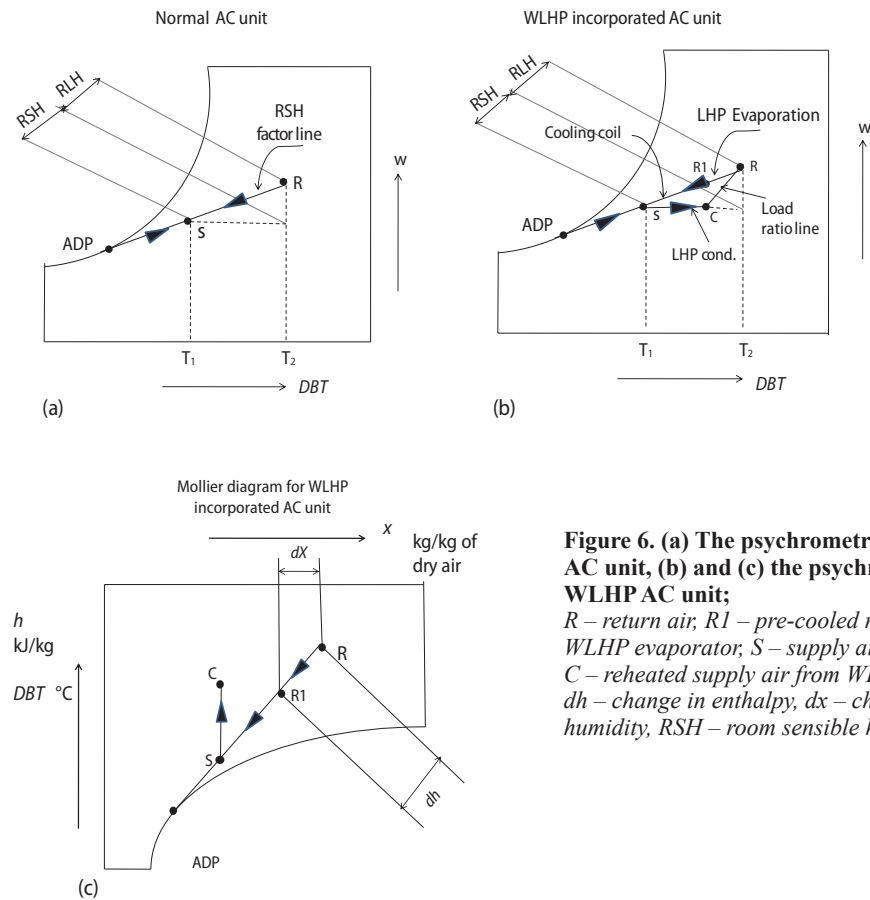 Normal AC unit
RSH
RLH
RSH
factor line
R
S
ADP
w
T1
T2
DBT
(a)
WLHP incorporated AC unit
RSH
RLH
Cooling coil
LHP Evaporation
R1
R
S
C
ADP
LHP cond.
Load
ratio line
w
T1
T2
DBT
(b)
Mollier diagram for WLHP
incorporated AC unit
x
kg/kg of
dry air
dX
h
kJ/kg
DBT °C
R
C
R1
S
dh
ADP
(c)
Figure 6. (a) The psychrometr
AC unit, (b) and (c) the psychr
WLHP AC unit;
R – return air, R1 – pre-cooled
WLHP evaporator, S – supply ai
C – reheated supply air from WL
dh – change in enthalpy, dx – ch
humidity, RSH – room sensible h